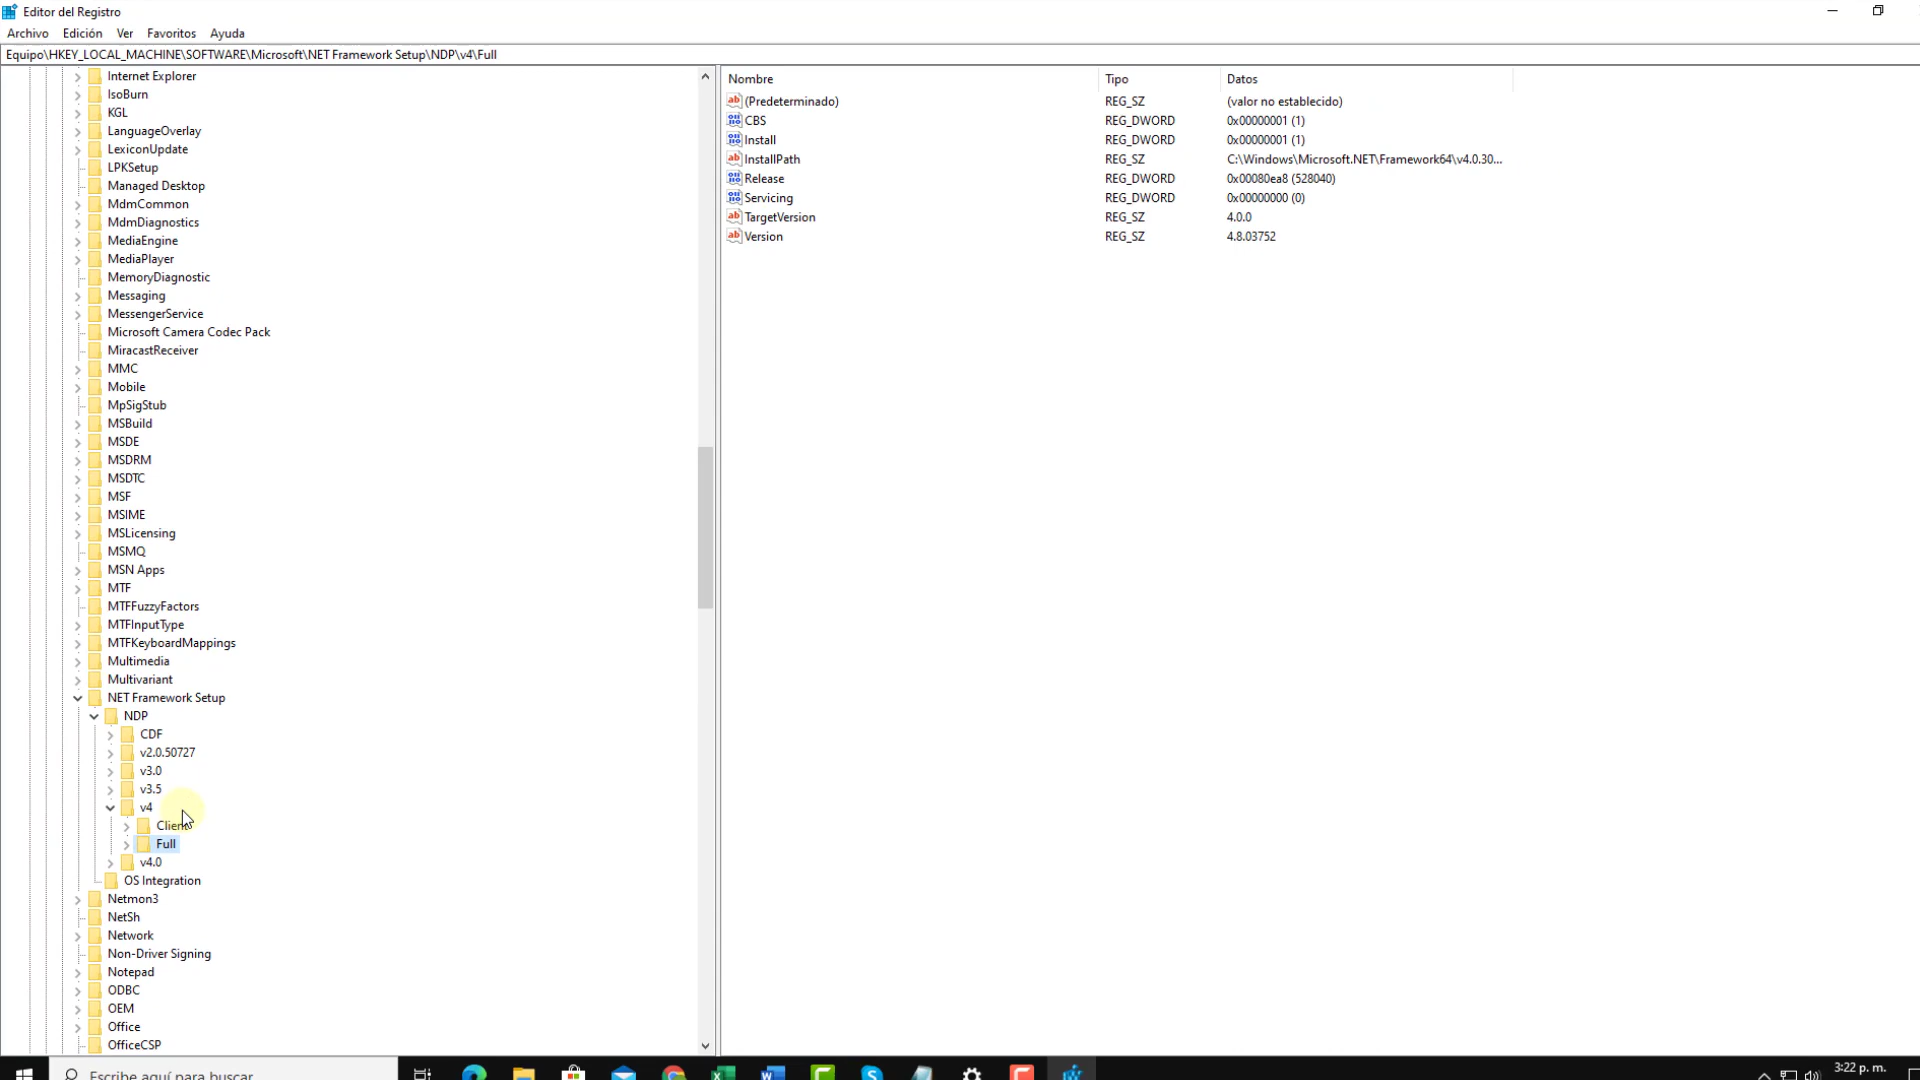 Editor del Registro
Archivo Edición Ver Favoritos Ayuda
Equipo\HKEY_LOCAL_MACHINE\SOFTWARE\Microsoft\NET Framework Setup\NDP\v4\Full
Internet Explorer
IsoBurn
KGL
LanguageOverlay
LexiconUpdate
LPKSetup
Managed Desktop
MdmCommon
MdmDiagnostics
MediaEngine
MediaPlayer
MemoryDiagnostic
Messaging
MessengerService
Microsoft Camera Codec Pack
MiracastReceiver
MMC
Mobile
MpSigStub
MSBuild
MSDE
MSDRM
MSDTC
MSF
MSIME
MSLicensing
MSMQ
MSN Apps
MTF
MTFFuzzyFactors
MTFInputType
MTFKeyboardMappings
Multimedia
Multivariant
NET Framework Setup
NDP
CDF
v2.0.50727
v3.0
v3.5
v4
Client
Full
v4.0
OS Integration
Netmon3
NetSh
Network
Non-Driver Signing
Notepad
ODBC
OEM
Office
OfficeCSP
Nombre Tipo Datos
(Predeterminado) REG_SZ (valor no establecido)
CBS REG_DWORD 0x00000001 (1)
Install REG_DWORD 0x00000001 (1)
InstallPath REG_SZ C:\Windows\Microsoft.NET\Framework64\v4.0.30...
Release REG_DWORD 0x00080ea8 (528040)
Servicing REG_DWORD 0x00000000 (0)
TargetVersion REG_SZ 4.0.0
Version REG_SZ 4.8.03752
Escribe aquí para buscar
3:22 p. m.